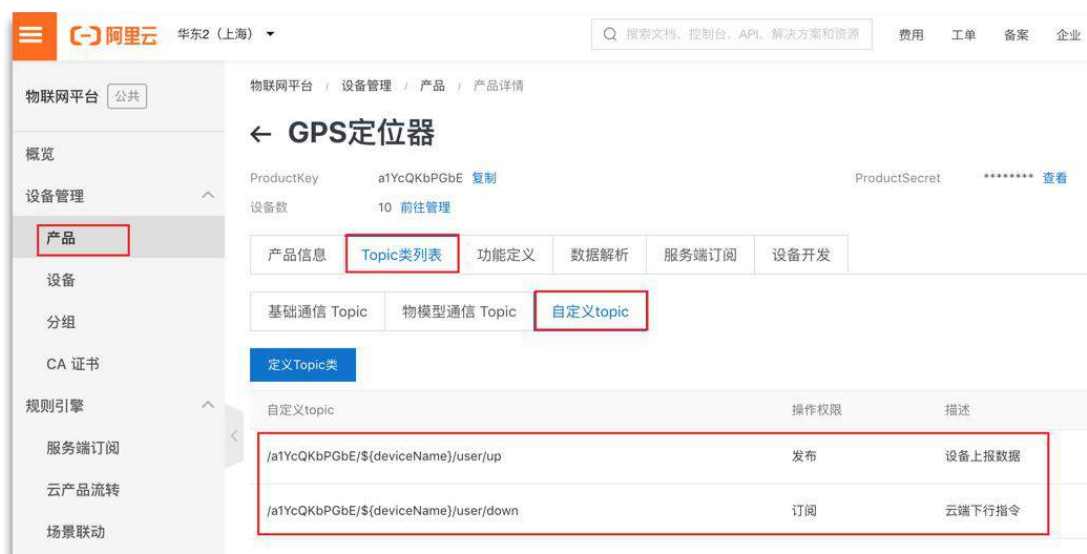 阿里云 华东2（上海） 搜索文档、控制台、API、解决方案和资源 费用 工单 备案 企业
物联网平台 公共
概览
设备管理
产品
设备
分组
CA 证书
规则引擎
服务端订阅
云产品流转
场景联动
物联网平台 / 设备管理 / 产品 / 产品详情
← GPS定位器
ProductKey a1YcQKbPGbE 复制 ProductSecret ******** 查看
设备数 10 前往管理
产品信息 Topic类列表 功能定义 数据解析 服务端订阅 设备开发
基础通信 Topic 物模型通信 Topic 自定义topic
定义Topic类
自定义topic 操作权限 描述
/a1YcQKbPGbE/${deviceName}/user/up 发布 设备上报数据
/a1YcQKbPGbE/${deviceName}/user/down 订阅 云端下行指令